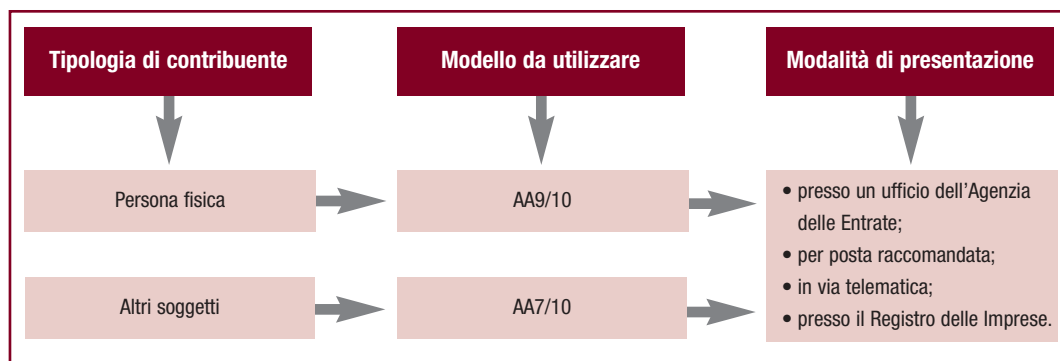 Tipologia di contribuente
Modello da utilizzare
Modalità di presentazione
Persona fisica
AA9/10
Altri soggetti
AA7/10
• presso un ufficio dell’Agenzia
delle Entrate;
• per posta raccomandata;
• in via telematica;
• presso il Registro delle Imprese.